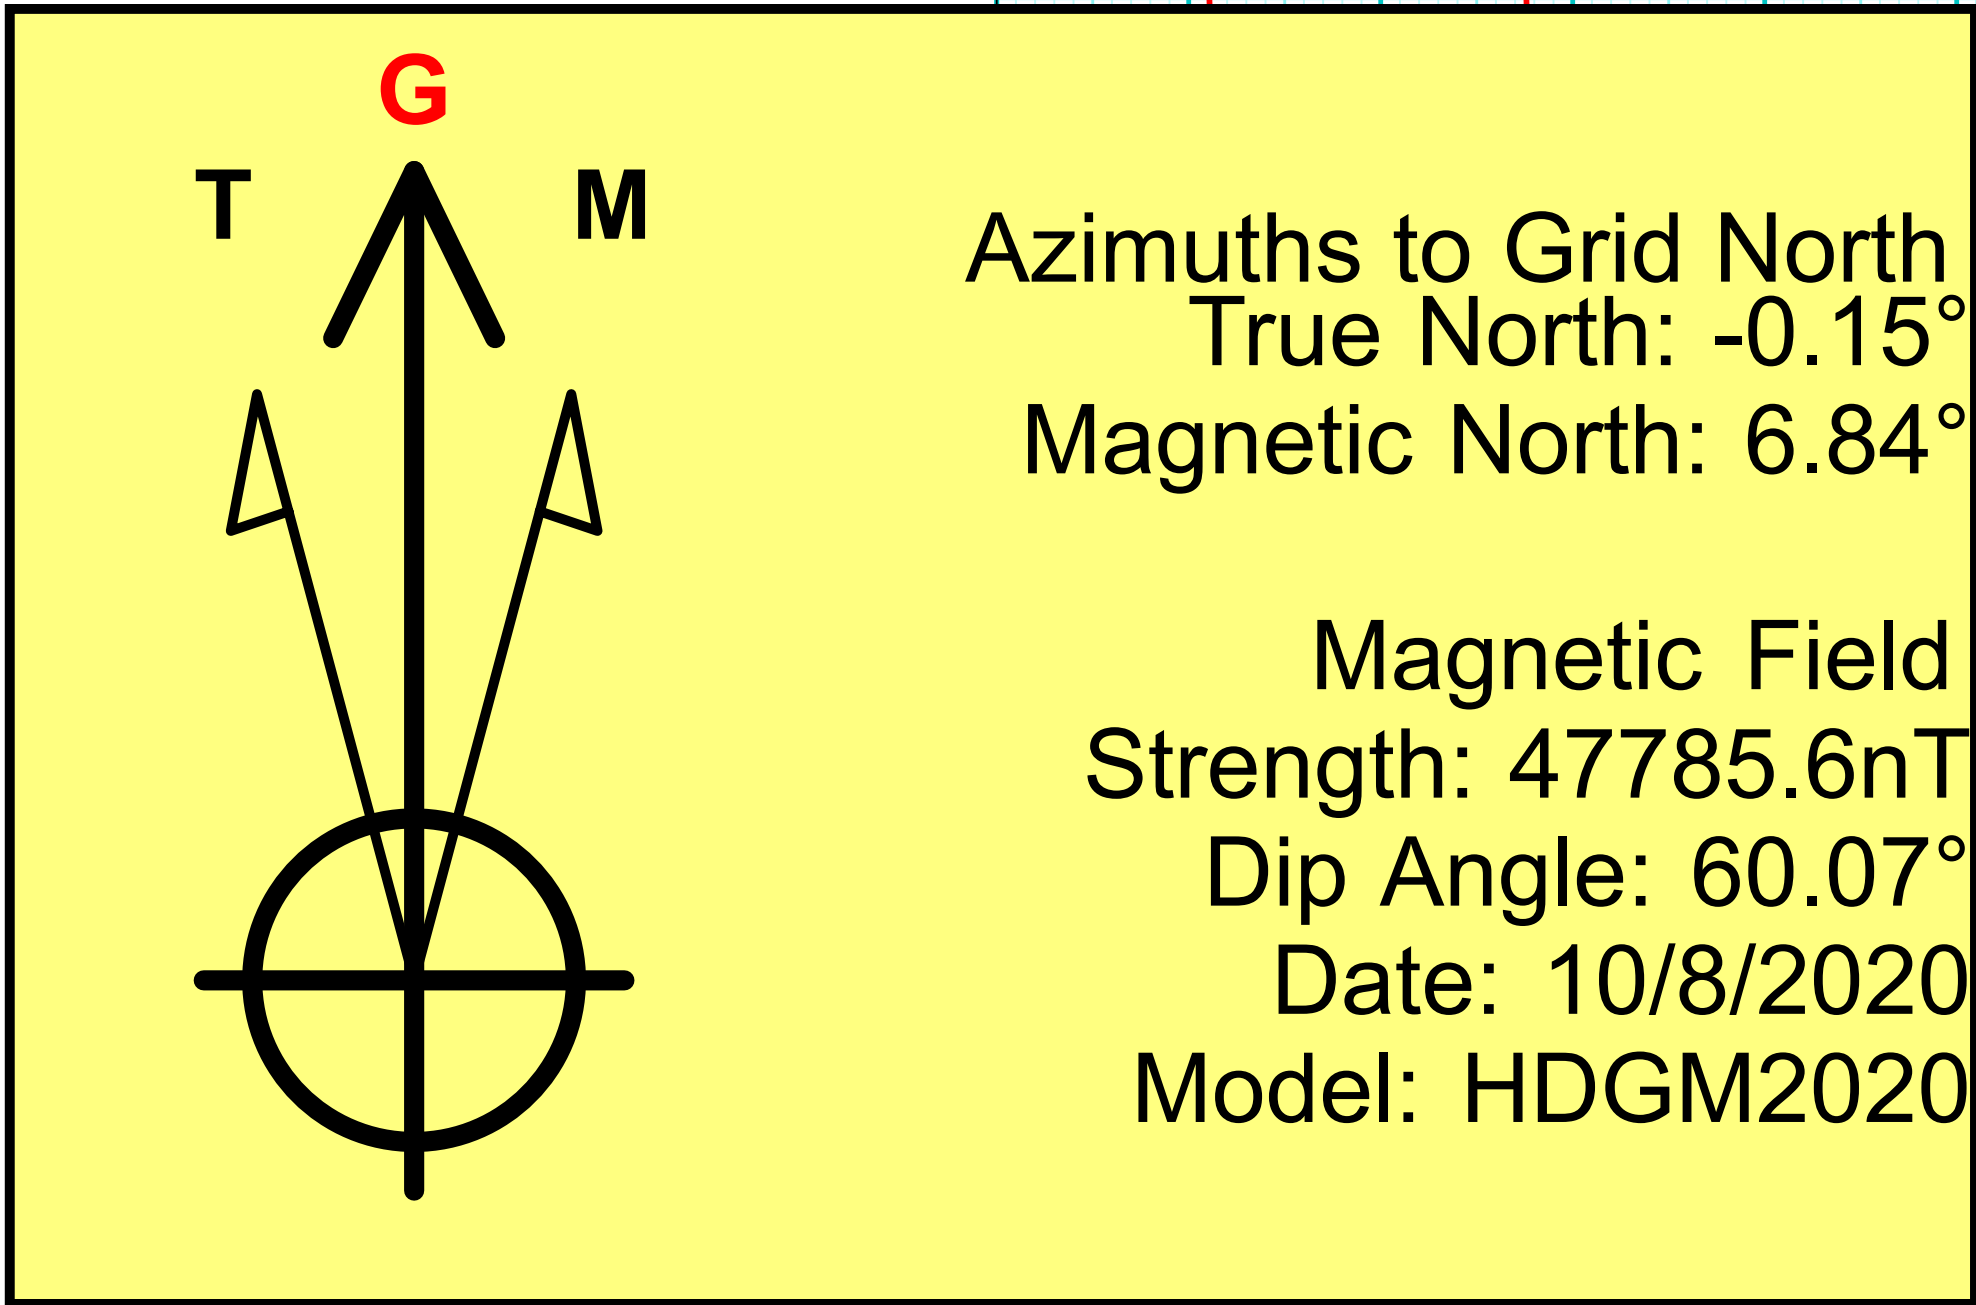 G
T M
Azimuths to Grid North
True North: -0.15°
Magnetic North: 6.84°
Magnetic Field
Strength: 47785.6nT
Dip Angle: 60.07°
Date: 10/8/2020
Model: HDGM2020